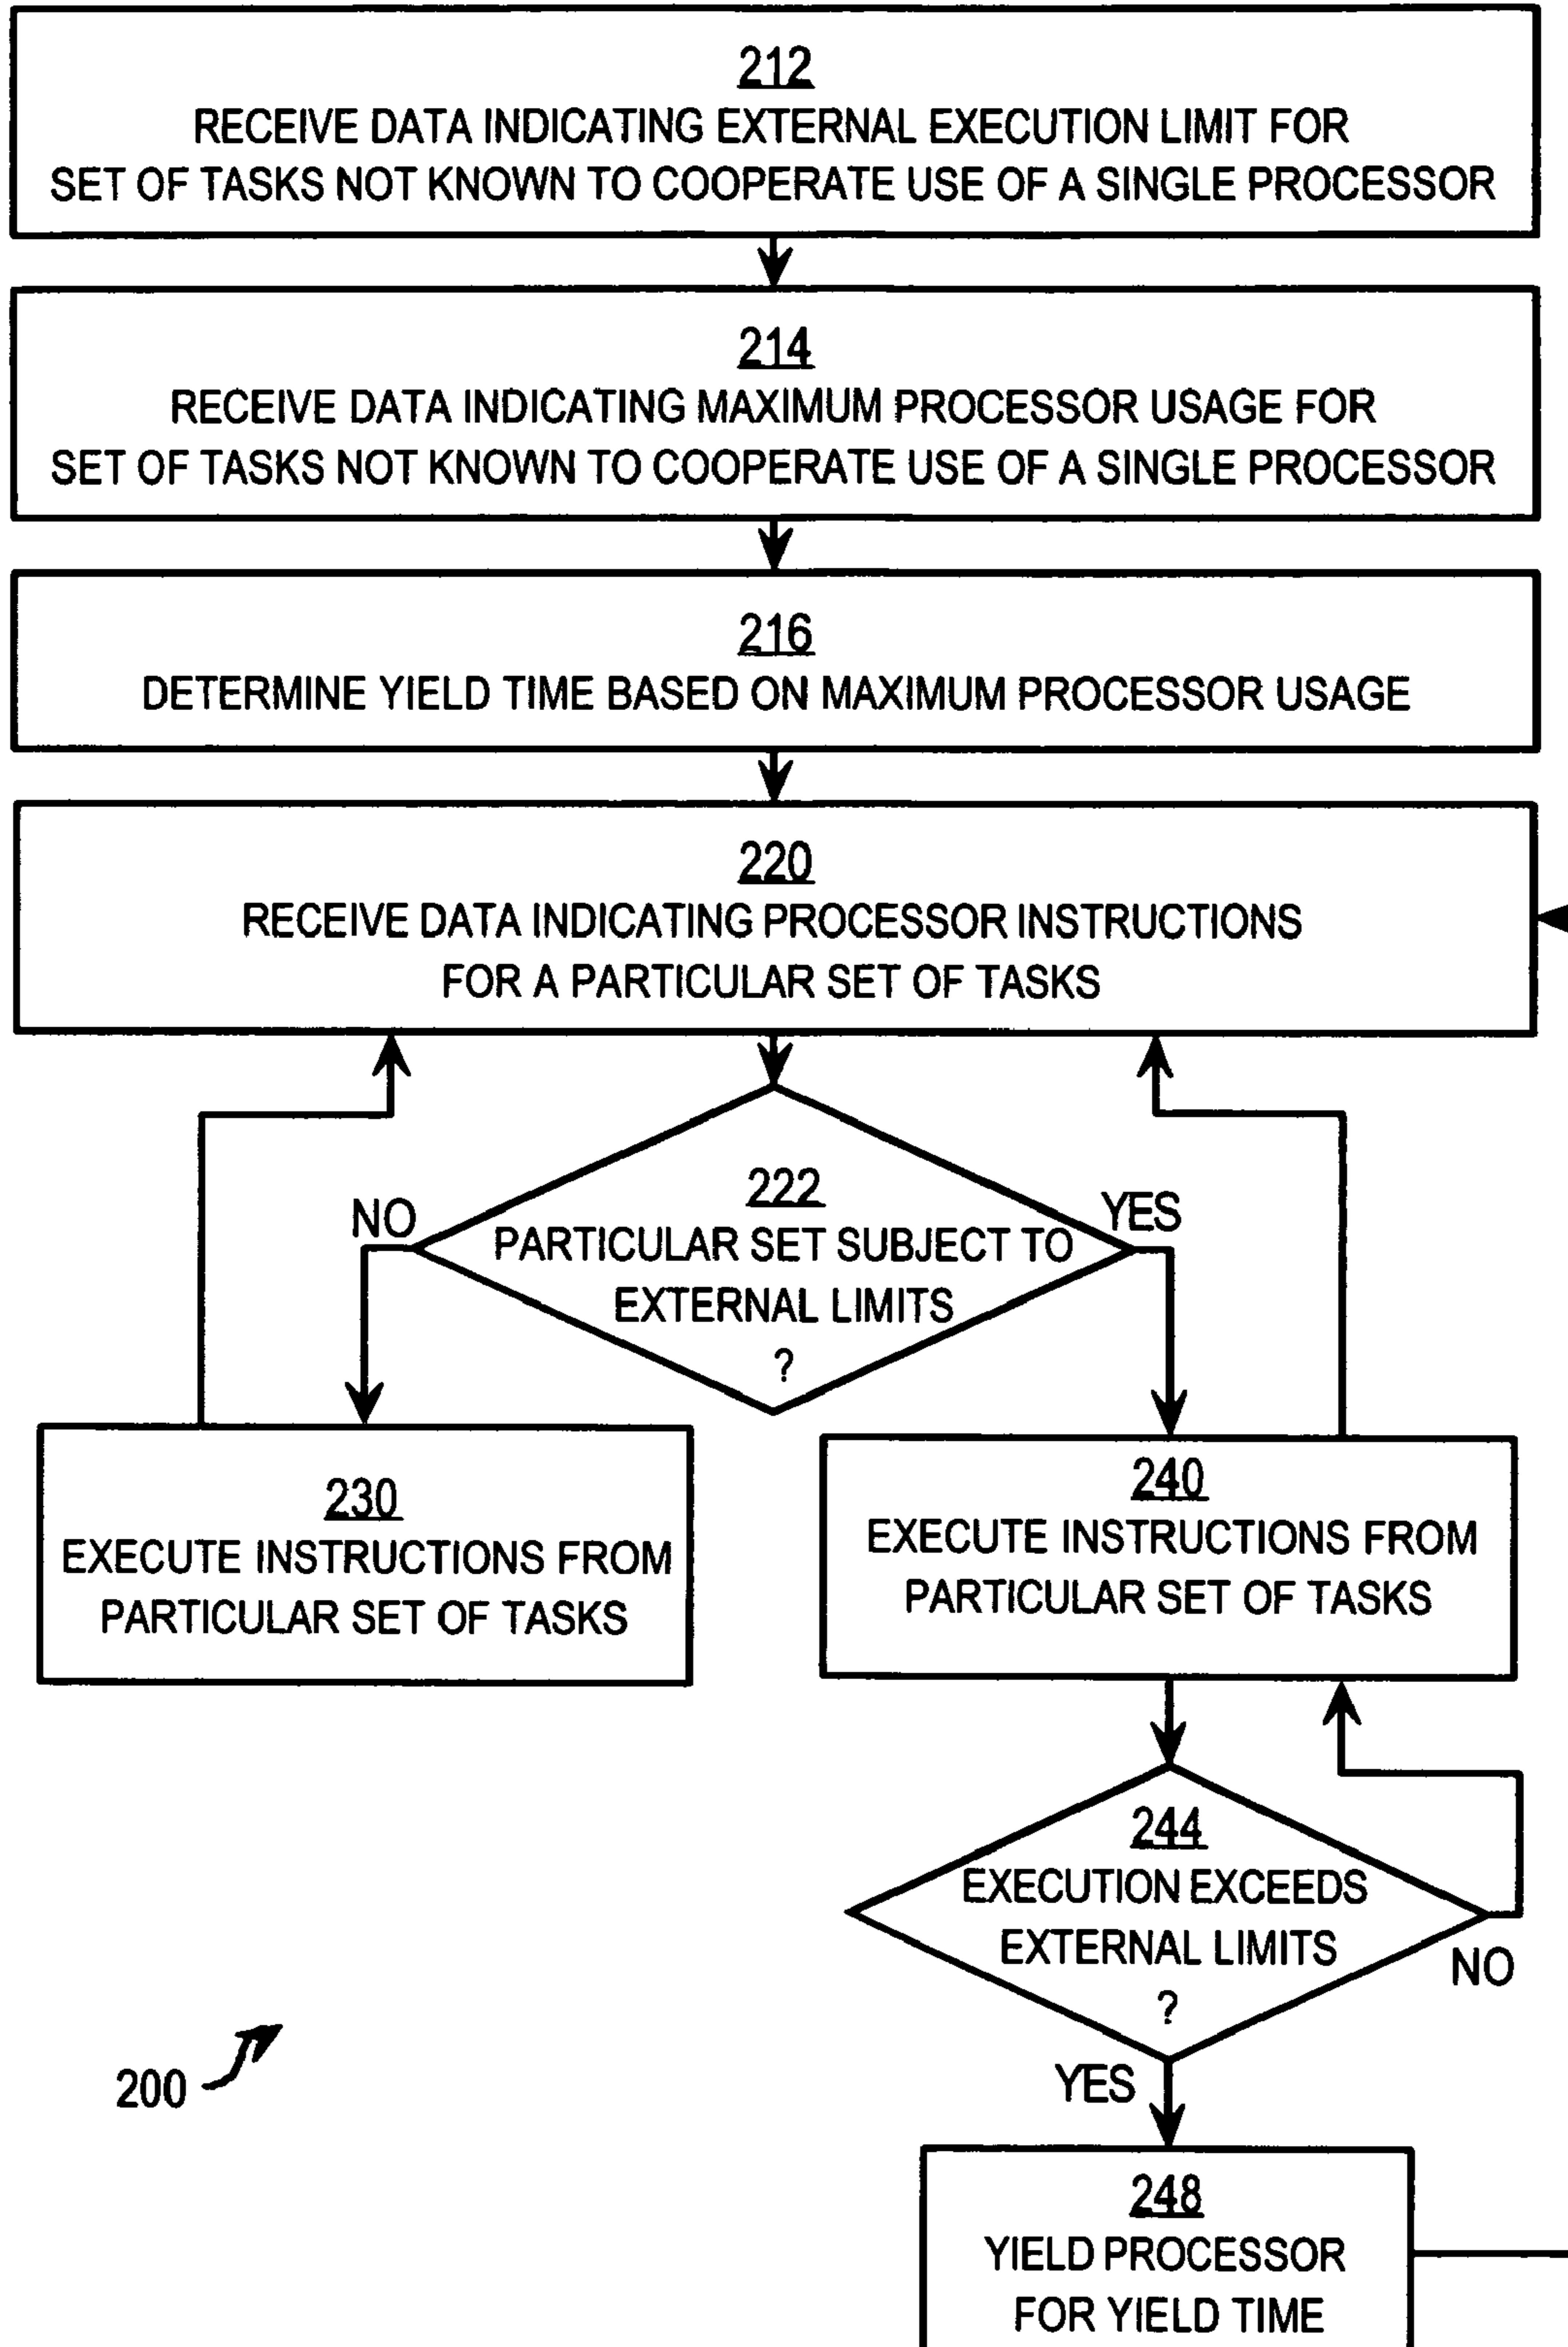 212
RECEIVE DATA INDICATING EXTERNAL EXECUTION LIMIT FOR
SET OF TASKS NOT KNOWN TO COOPERATE USE OF A SINGLE PROCESSOR
214
RECEIVE DATA INDICATING MAXIMUM PROCESSOR USAGE FOR
SET OF TASKS NOT KNOWN TO COOPERATE USE OF A SINGLE PROCESSOR
216
DETERMINE YIELD TIME BASED ON MAXIMUM PROCESSOR USAGE
220
RECEIVE DATA INDICATING PROCESSOR INSTRUCTIONS
FOR A PARTICULAR SET OF TASKS
222
NO
YES
PARTICULAR SET SUBJECT TO
EXTERNAL LIMITS
?
230
EXECUTE INSTRUCTIONS FROM
PARTICULAR SET OF TASKS
240
EXECUTE INSTRUCTIONS FROM
PARTICULAR SET OF TASKS
244
EXECUTION EXCEEDS
EXTERNAL LIMITS
?
NO
YES
200
248
YIELD PROCESSOR
FOR YIELD TIME